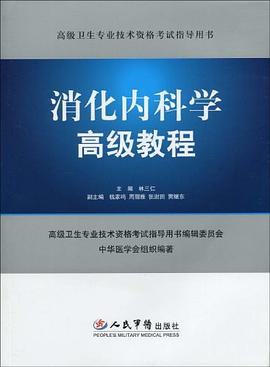 高级卫生专业技术资格考试指导用书
消化内科学
高级教程
主 编 林三仁
副主编 钱家鸣 周丽雅 张澍田 贾继东
高级卫生专业技术资格考试指导用书编辑委员会
中华医学会组织编著
人民军医出版社
PEOPLE'S MILITARY MEDICAL PRESS